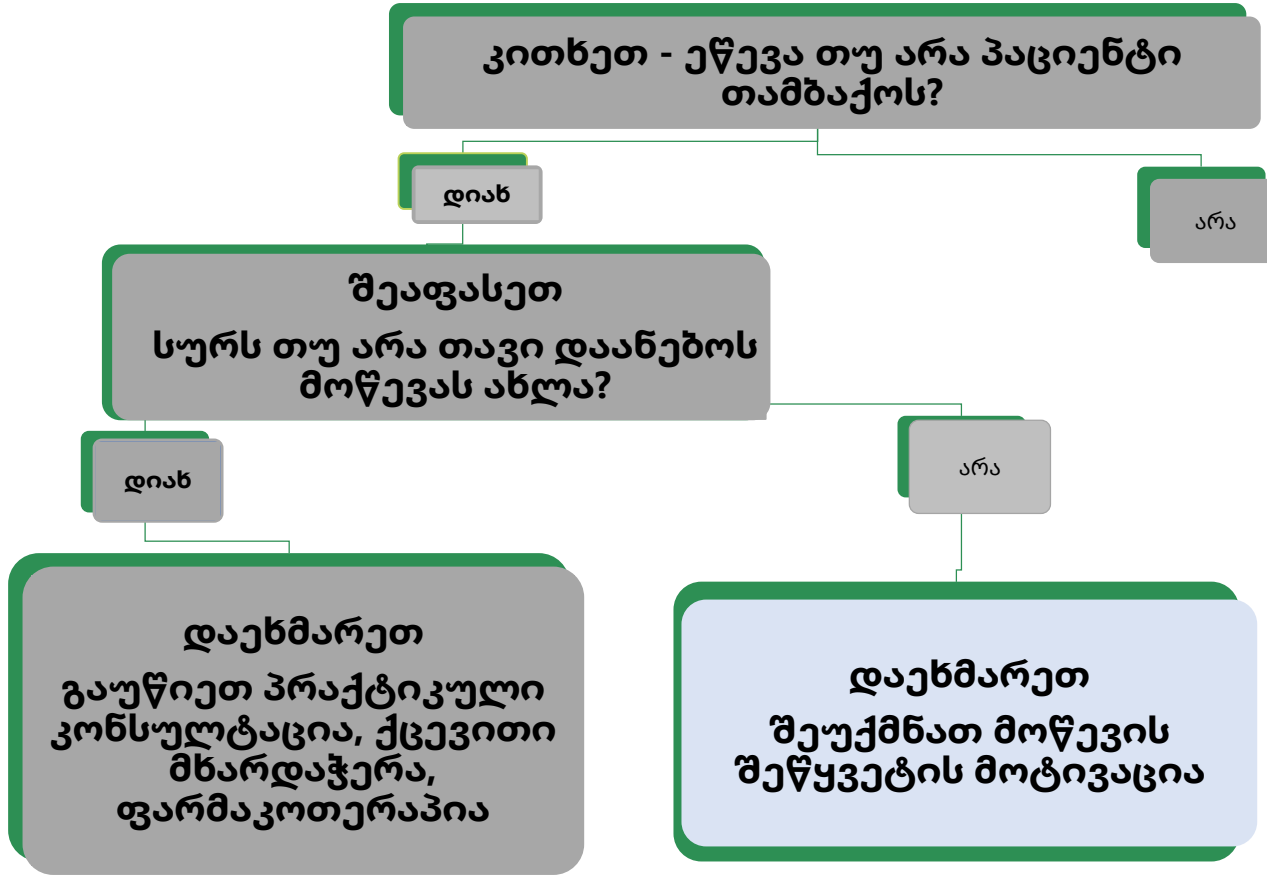 კითხეთ - ეწევა თუ არა პაციენტი
თამბაქოს?
დიახ
არა
შეაფასეთ
სურს თუ არა თავი დაანებოს
მოწევას ახლა?
დიახ
არა
დაეხმარეთ
გაუწიეთ პრაქტიკული
კონსულტაცია, ქცევითი
მხარდაჭერა,
ფარმაკოთერაპია
დაეხმარეთ
შეუქმნათ მოწევის
შეწყვეტის მოტივაცია